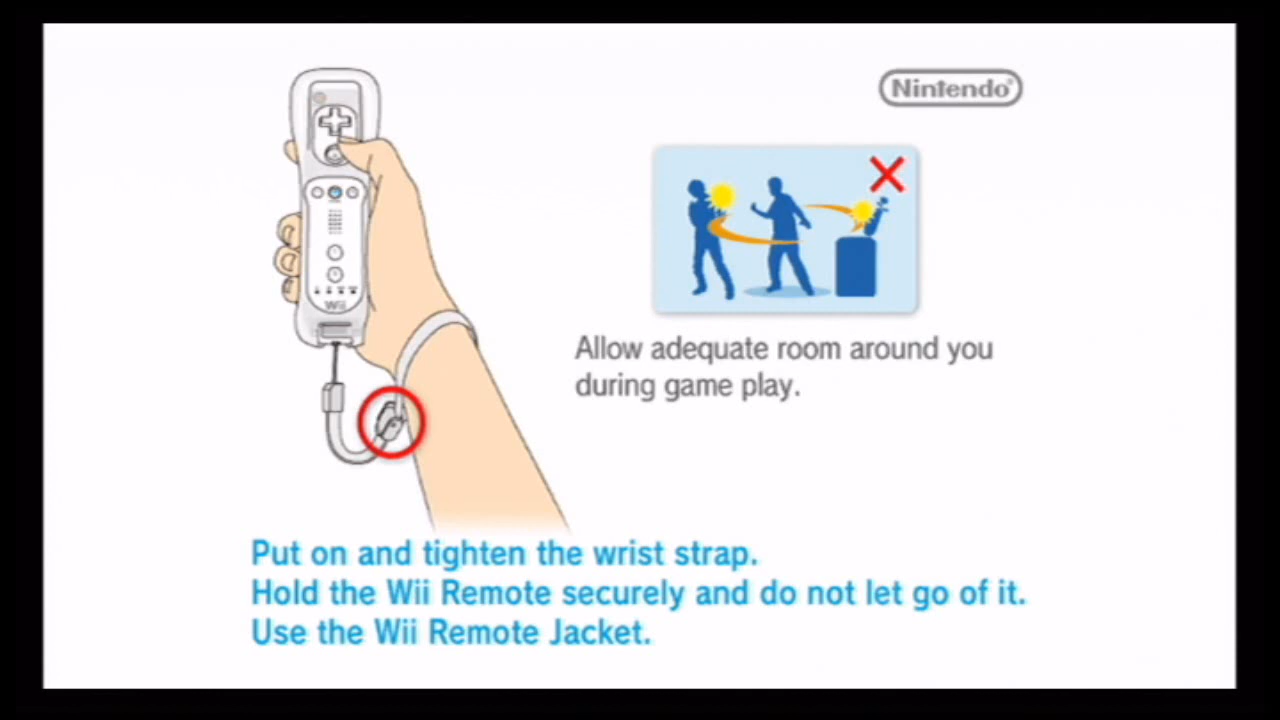 Nintendo
Wii
Allow adequate room around you
during game play.
Put on and tighten the wrist strap.
Hold the Wii Remote securely and do not let go of it.
Use the Wii Remote Jacket.